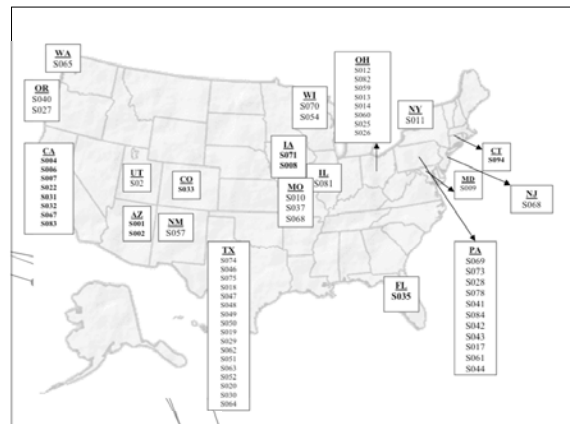 WA
S065
OR
S040
S027
CA
S004
S006
S007
S022
S031
S032
S067
S083
UT
S02
CO
S033
AZ
S001
S002
NM
S057
TX
S074
S046
S075
S018
S047
S048
S049
S050
S019
S029
S062
S051
S063
S052
S020
S030
S064
WI
S070
S054
IA
S071
S008
MO
S010
S037
S068
IL
S081
OH
S012
S082
S059
S013
S014
S060
S025
S026
NY
S011
CT
S094
MD
S009
NJ
S068
PA
S069
S073
S028
S078
S041
S084
S042
S043
S017
S061
S044
FL
S035